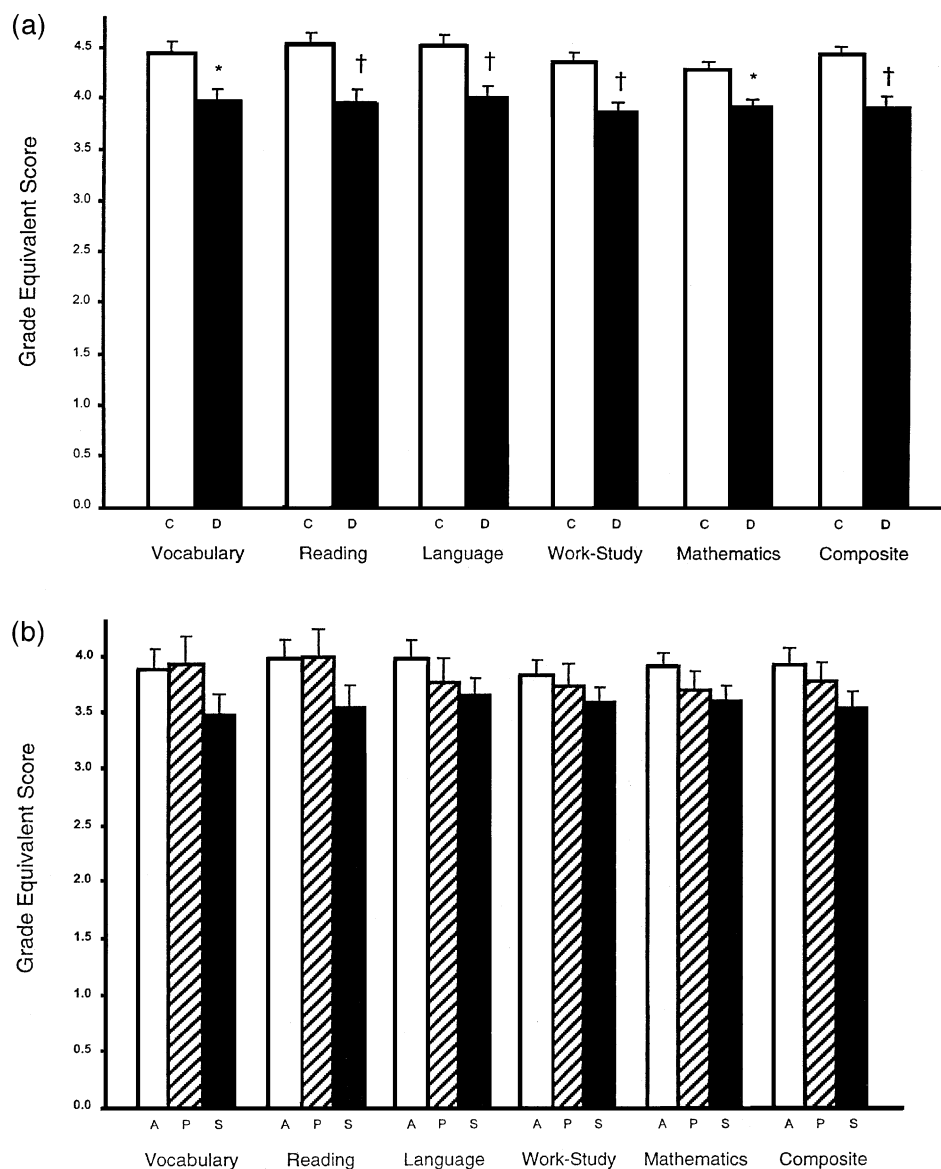 (a)
Grade Equivalent Score
4.5
4.0
3.5
3.0
2.5
2.0
1.5
1.0
0.5
0.0
* † † † * †
C D C D C D C D C D C D
Vocabulary Reading Language Work-Study Mathematics Composite
(b)
Grade Equivalent Score
4.0
3.5
3.0
2.5
2.0
1.5
1.0
0.5
0.0
A P S A P S A P S A P S A P S A P S
Vocabulary Reading Language Work-Study Mathematics Composite